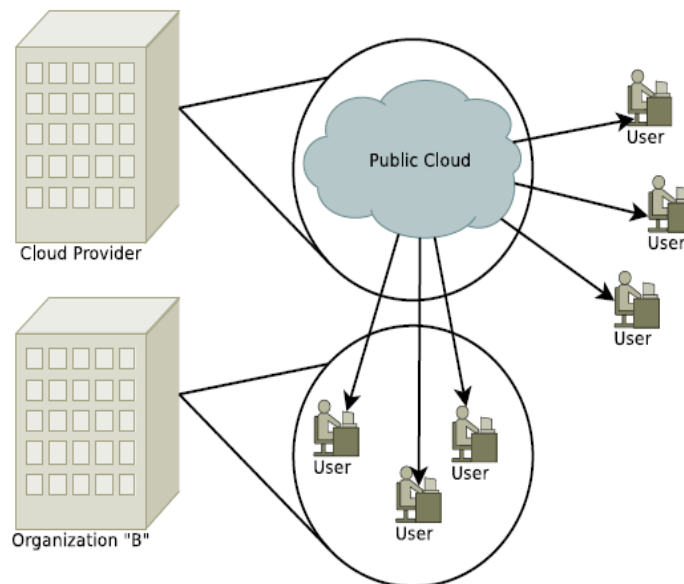 Public Cloud
User
User
Cloud Provider
User
User
User
User
Organization "B"